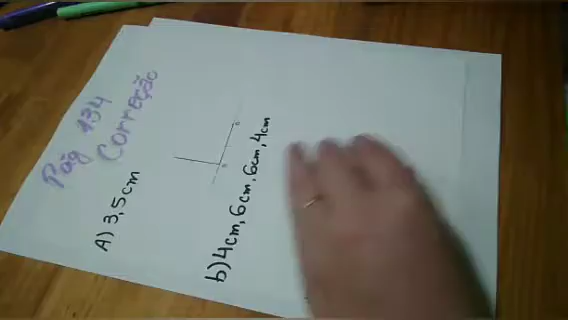 Pág 134
Correção
A) 3,5cm
b) 4cm, 6cm, 6cm, 4cm